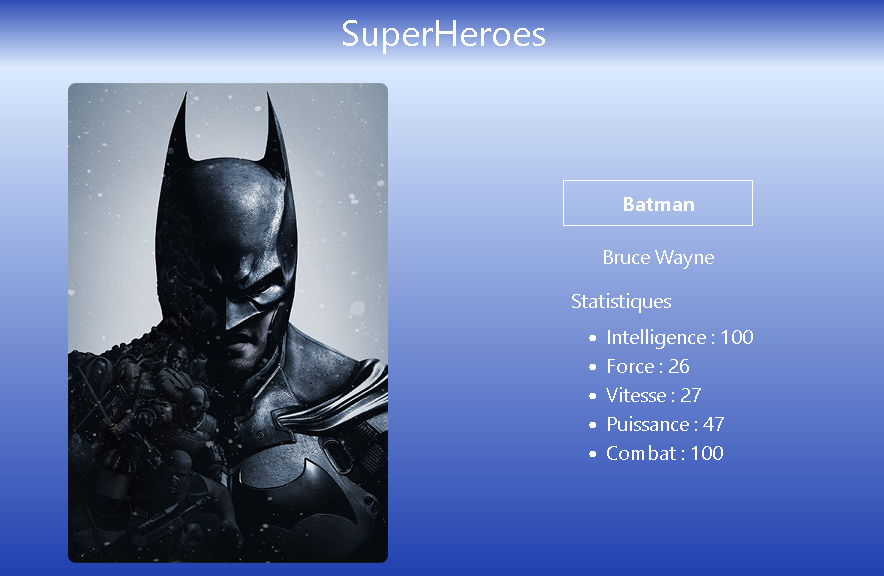 SuperHeroes
Batman
Bruce Wayne
Statistiques
Intelligence : 100
Force : 26
Vitesse : 27
Puissance : 47
Combat : 100